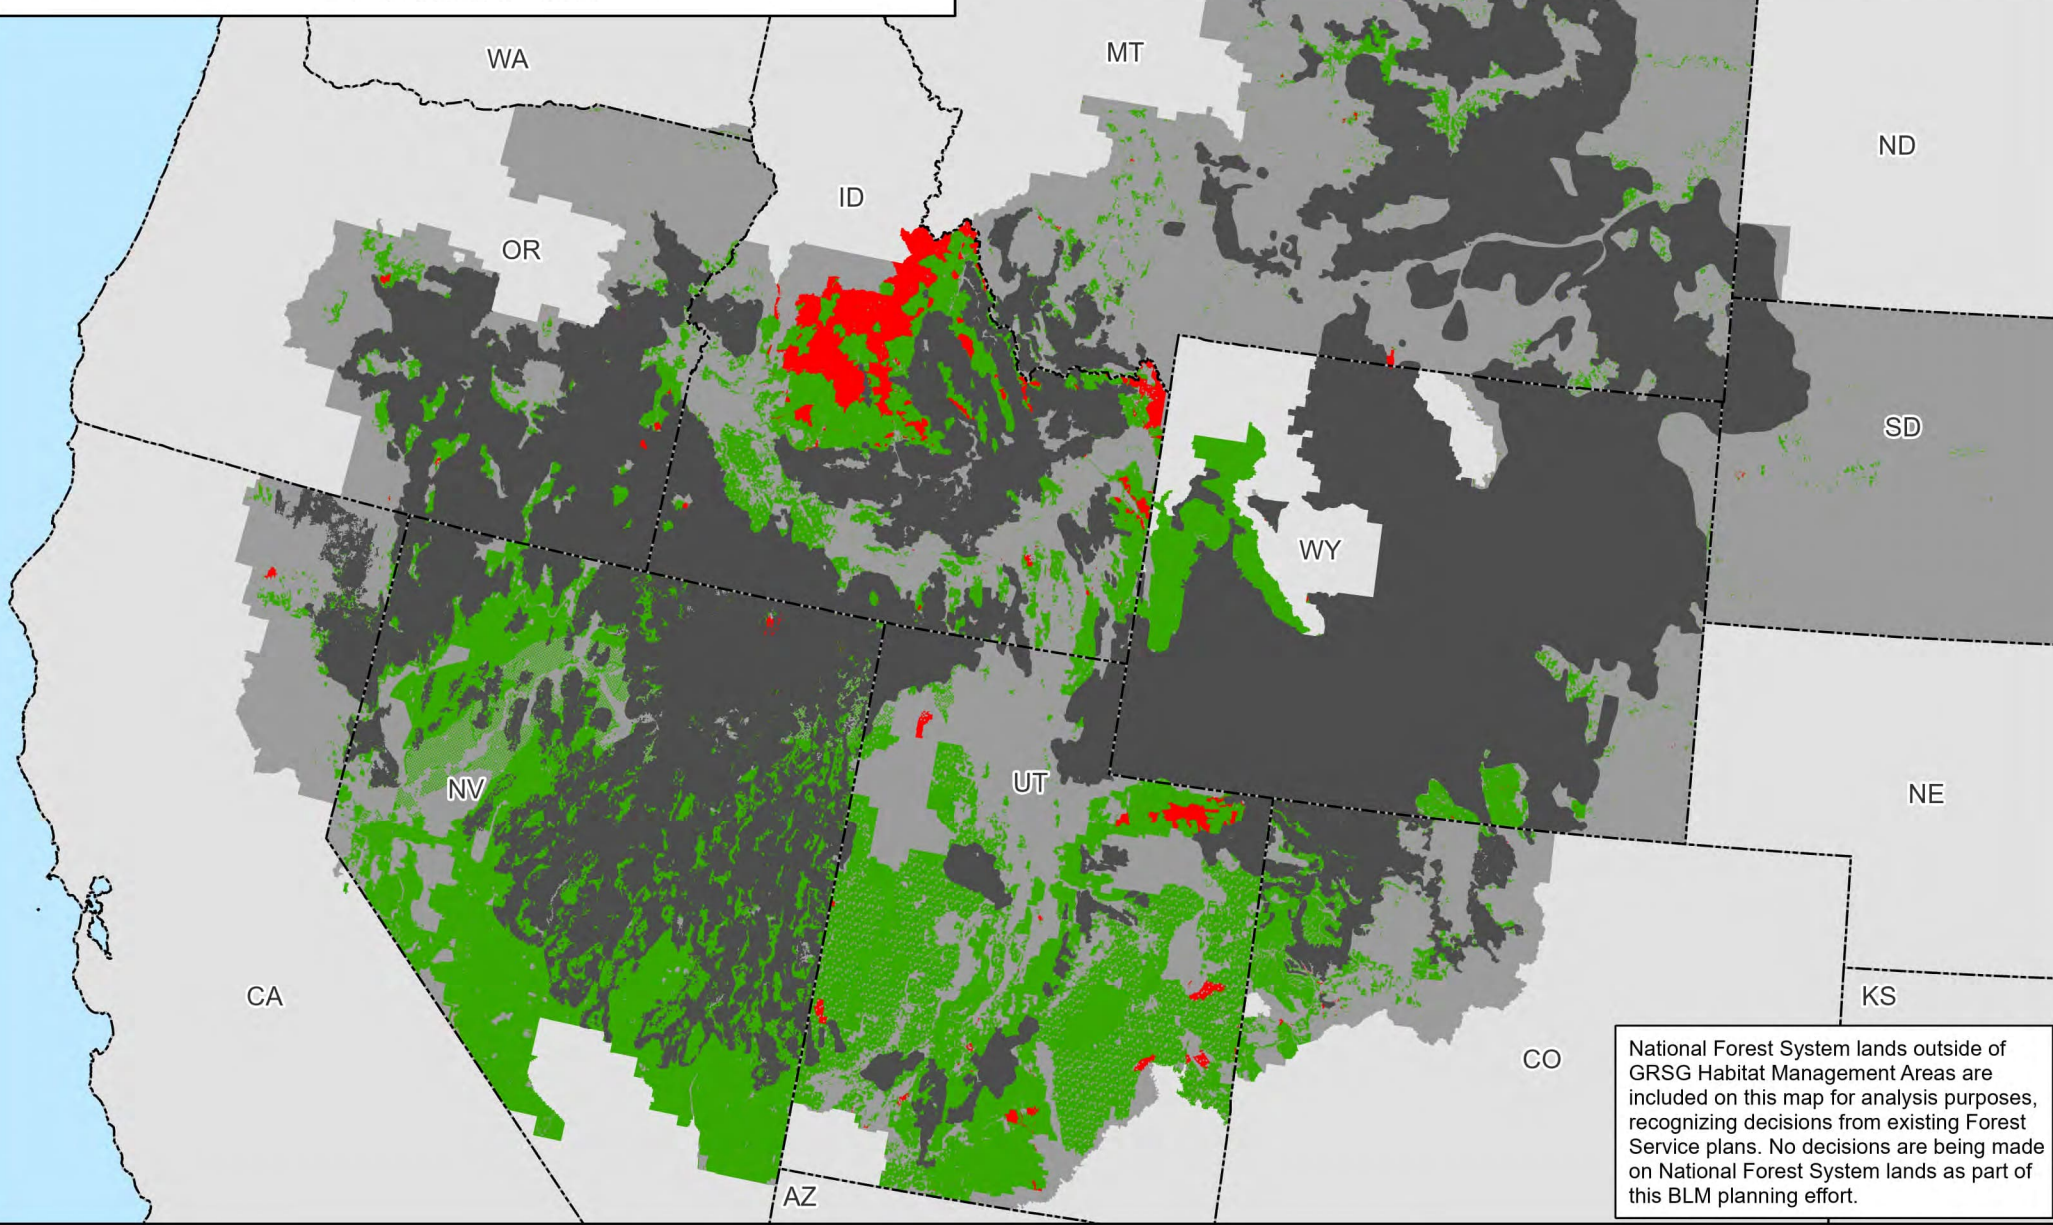 WA
MT
ND
ID
OR
SD
WY
NV
UT
NE
CA
KS
CO
AZ
National Forest System lands outside of
GRSG Habitat Management Areas are
included on this map for analysis purposes,
recognizing decisions from existing Forest
Service plans. No decisions are being made
on National Forest System lands as part of
this BLM planning effort.